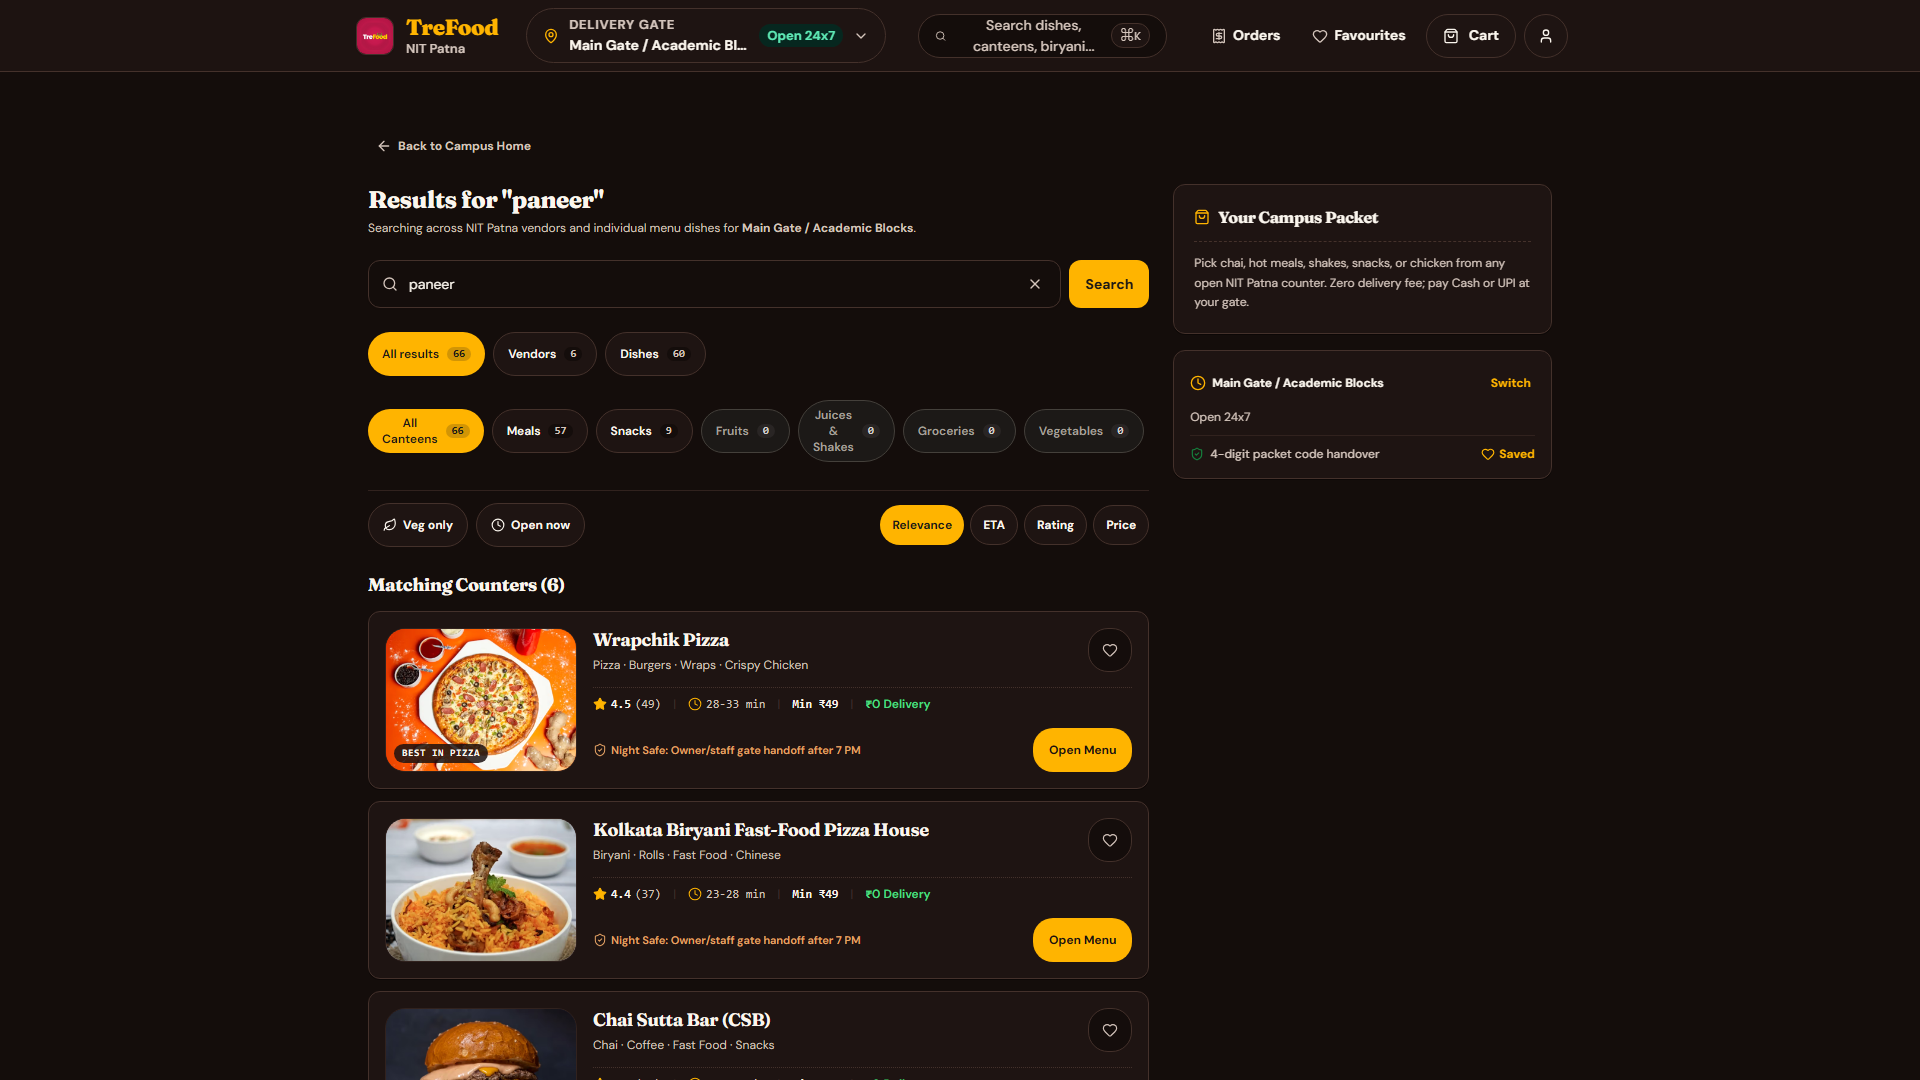 TreFood
TreFood
NIT Patna
DELIVERY GATE
Main Gate / Academic Bl...
Open 24x7
Search dishes,
canteens, biryani...
⌘K
Orders
Favourites
Cart
Back to Campus Home
Results for "paneer"
Searching across NIT Patna vendors and individual menu dishes for Main Gate / Academic Blocks.
paneer
Search
All results 66
Vendors 6
Dishes 60
All
Canteens 66
Meals 57
Snacks 9
Fruits 0
Juices
&
Shakes 0
Groceries 0
Vegetables 0
Veg only
Open now
Relevance
ETA
Rating
Price
Matching Counters (6)
Wrapchik Pizza
Pizza · Burgers · Wraps · Crispy Chicken
4.5 (49) | 28-33 min | Min ₹49 | ₹0 Delivery
BEST IN PIZZA
Night Safe: Owner/staff gate handoff after 7 PM
Open Menu
Kolkata Biryani Fast-Food Pizza House
Biryani · Rolls · Fast Food · Chinese
4.4 (37) | 23-28 min | Min ₹49 | ₹0 Delivery
Night Safe: Owner/staff gate handoff after 7 PM
Open Menu
Chai Sutta Bar (CSB)
Chai · Coffee · Fast Food · Snacks
Your Campus Packet
Pick chai, hot meals, shakes, snacks, or chicken from any
open NIT Patna counter. Zero delivery fee; pay Cash or UPI at
your gate.
Main Gate / Academic Blocks
Switch
Open 24x7
4-digit packet code handover
Saved